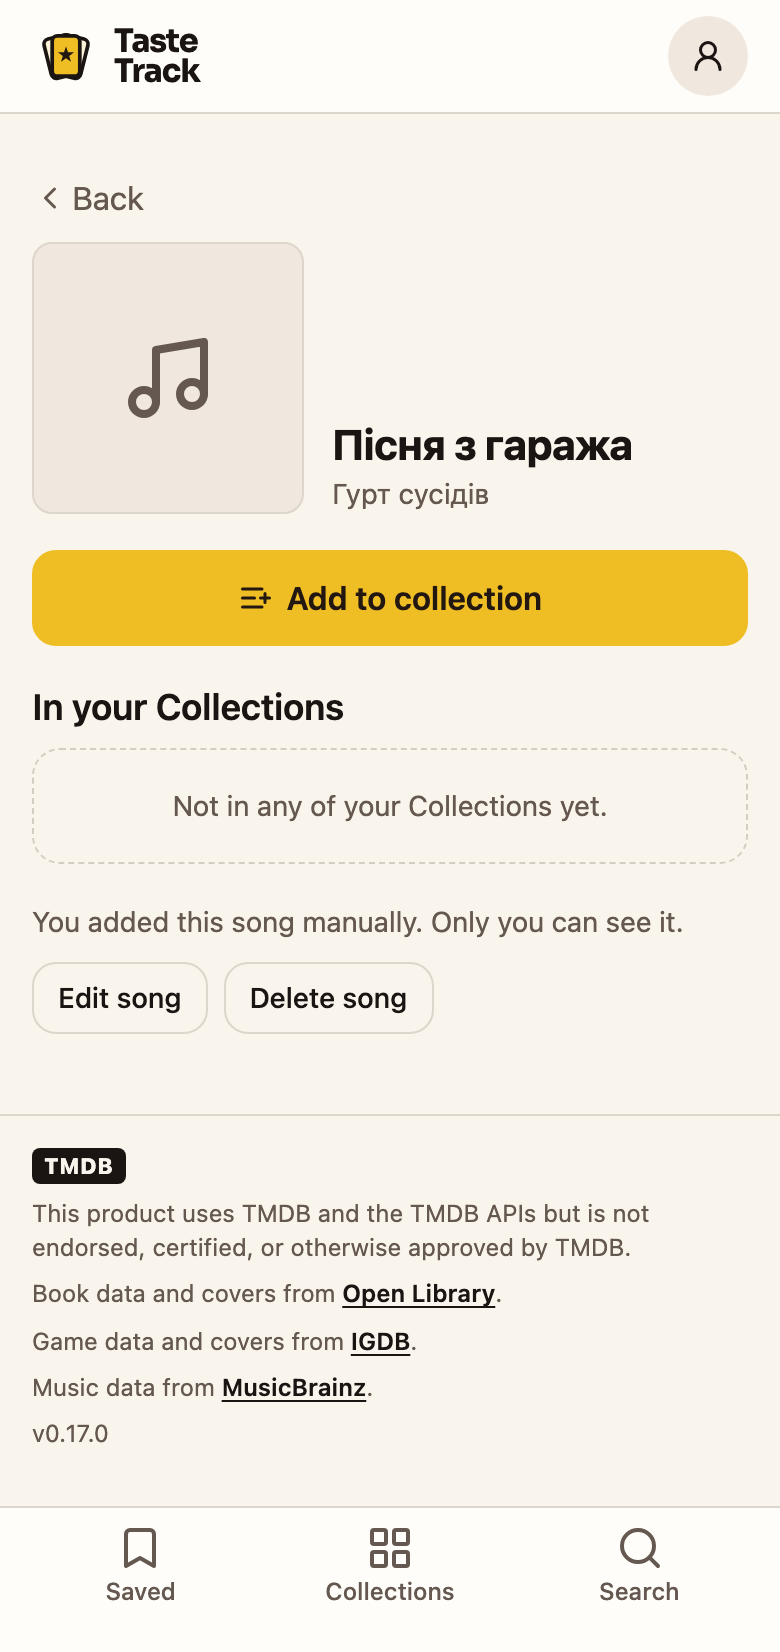 Taste
Track
Back
Пісня з гаража
Гурт сусідів
Add to collection
In your Collections
Not in any of your Collections yet.
You added this song manually. Only you can see it.
Edit song
Delete song
TMDB
This product uses TMDB and the TMDB APIs but is not
endorsed, certified, or otherwise approved by TMDB.
Book data and covers from Open Library.
Game data and covers from IGDB.
Music data from MusicBrainz.
v0.17.0
Saved
Collections
Search